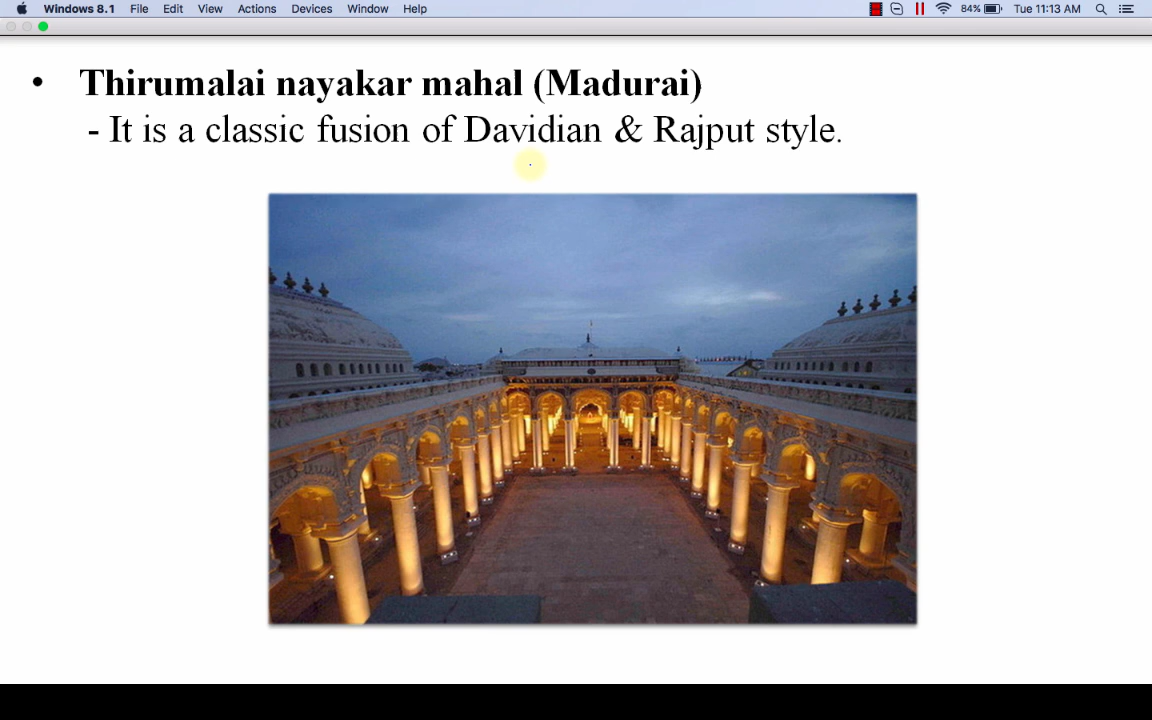 Windows 8.1 File Edit View Actions Devices Window Help 84% Tue 11:13 AM
• Thirumalai nayakar mahal (Madurai)
- It is a classic fusion of Davidian & Rajput style.